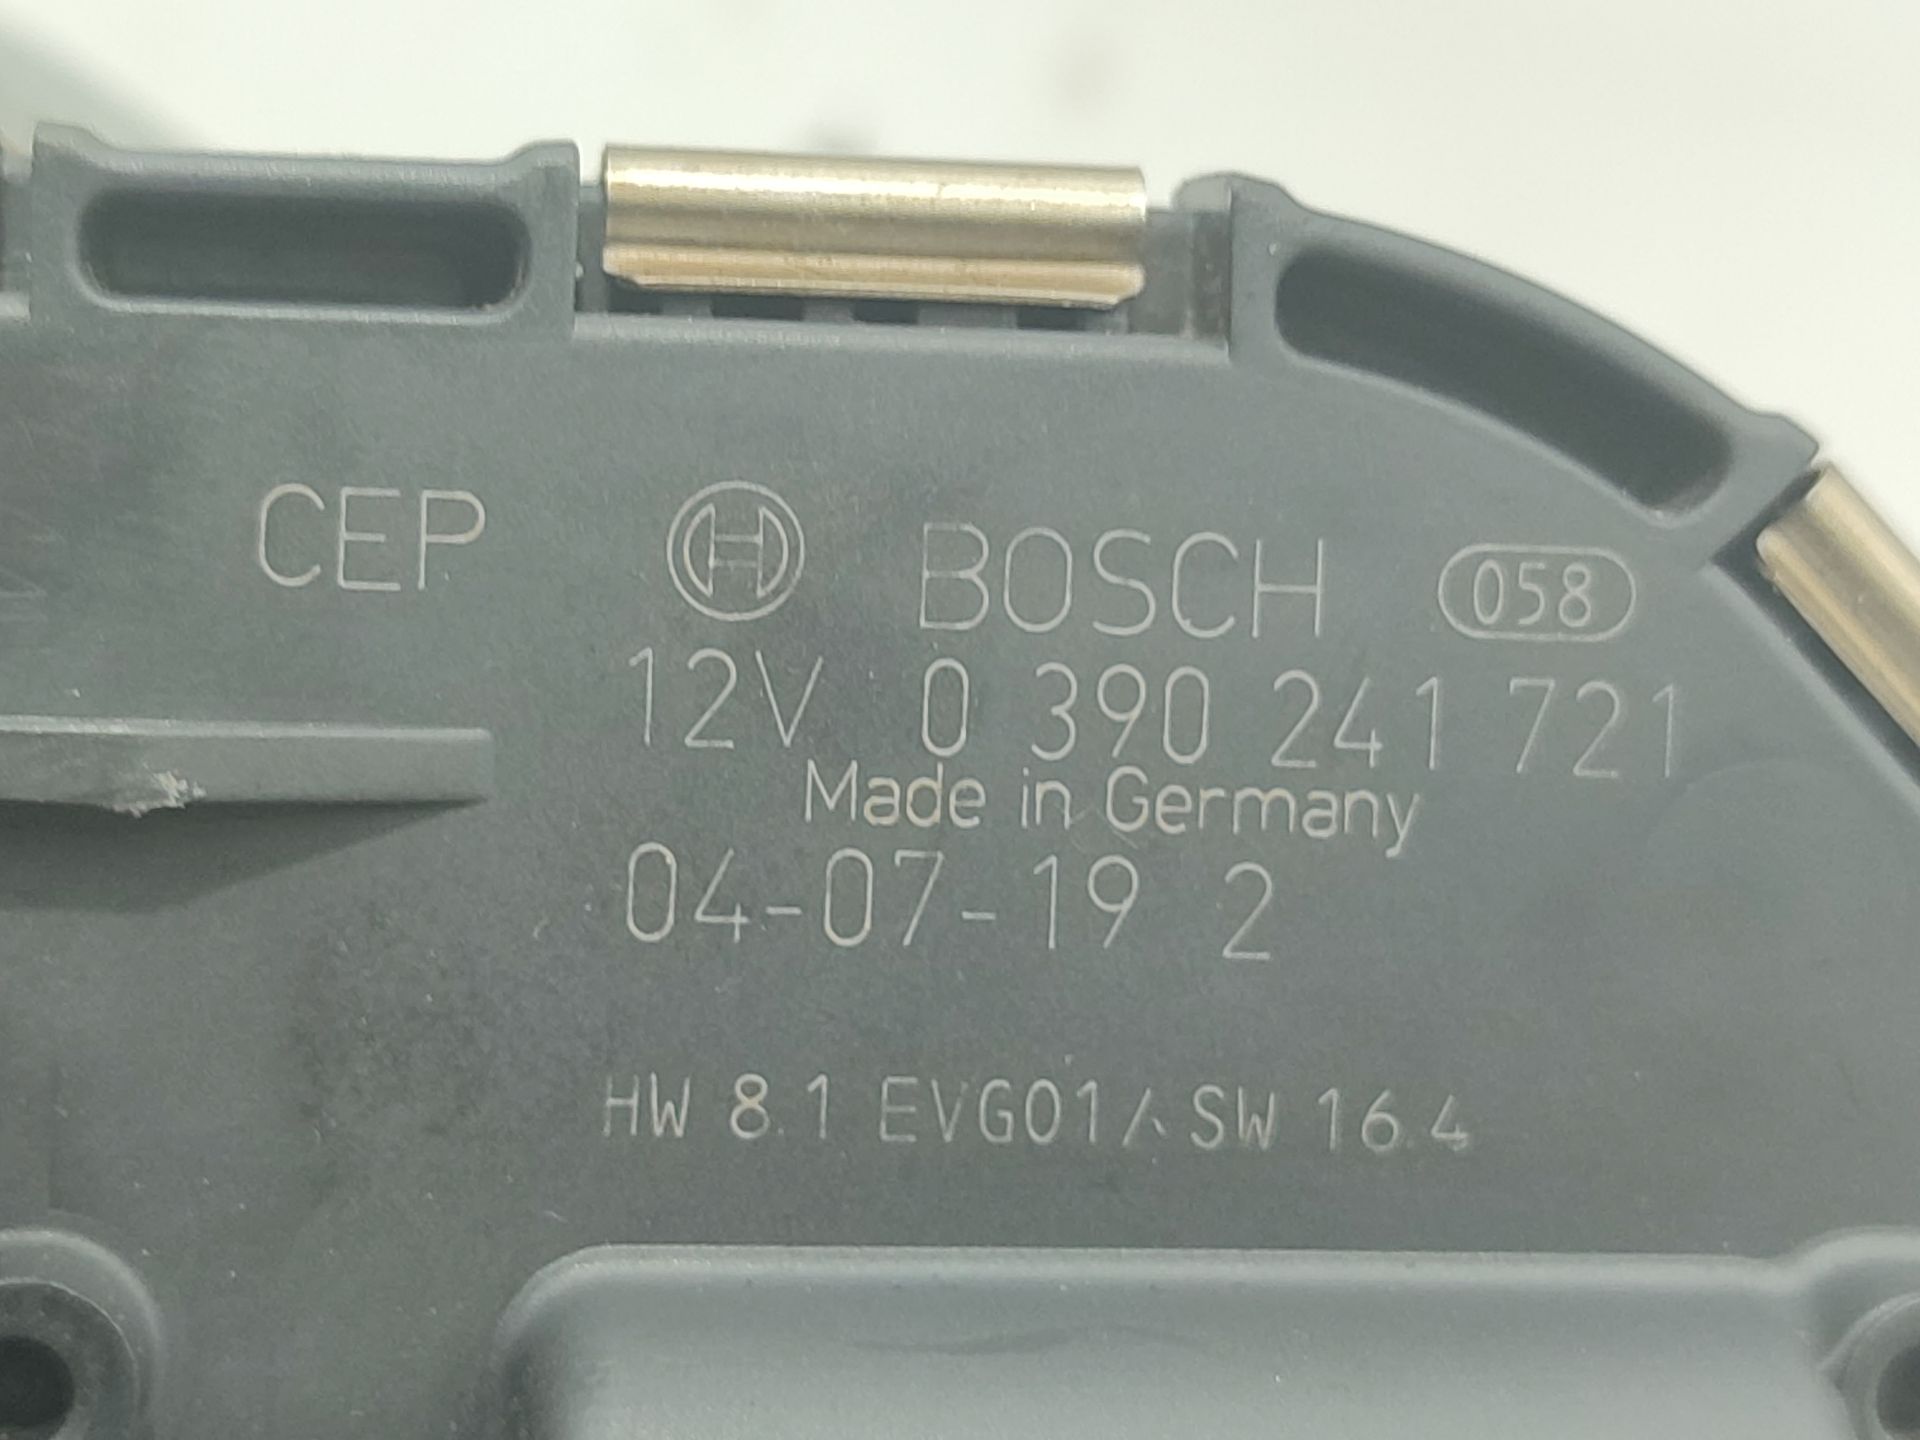 CEP BOSCH 058
12V 0 390 241 721
Made in Germany
04-07-19 2
HW 8.1 EVG01/ SW 16.4